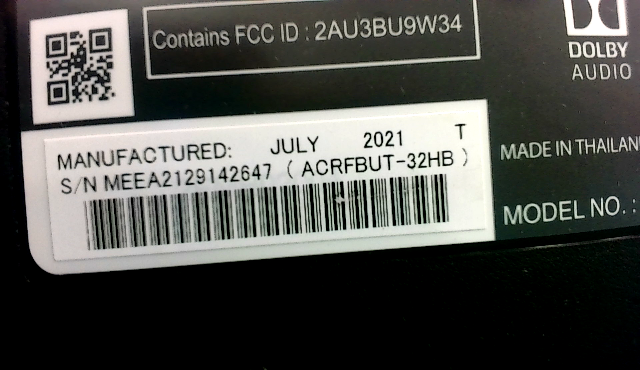 Contains FCC ID : 2AU3BU9W34
DOLBY
AUDIO
MANUFACTURED: JULY 2021 T
S/N MEEA2129142647 ( ACRFBUT-32HB )
MADE IN THAILAN
MODEL NO. :